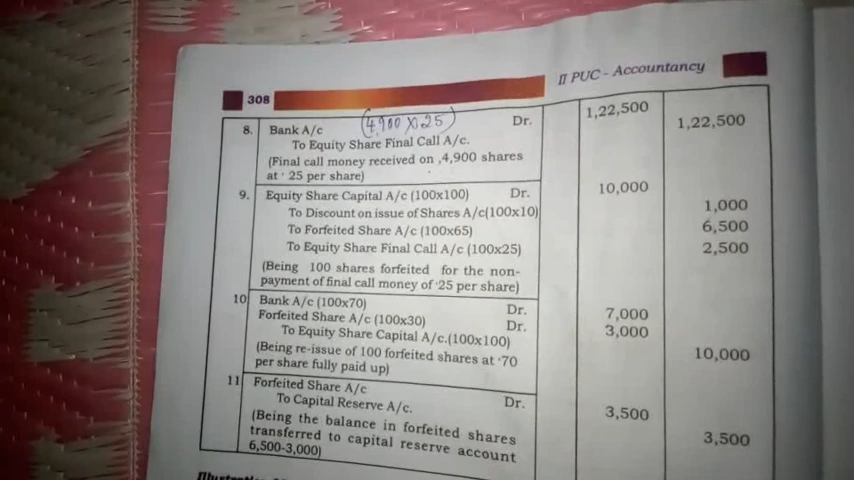 II PUC - Accountancy
308
8. Bank A/c (4,900 X 25) Dr. 1,22,500
To Equity Share Final Call A/c. 1,22,500
(Final call money received on ,4,900 shares
at ` 25 per share)
9. Equity Share Capital A/c (100x100) Dr. 10,000
To Discount on issue of Shares A/c(100x10) 1,000
To Forfeited Share A/c (100x65) 6,500
To Equity Share Final Call A/c (100x25) 2,500
(Being 100 shares forfeited for the non-
payment of final call money of `25 per share)
10 Bank A/c (100x70) Dr. 7,000
Forfeited Share A/c (100x30) Dr. 3,000
To Equity Share Capital A/c.(100x100) 10,000
(Being re-issue of 100 forfeited shares at `70
per share fully paid up)
11 Forfeited Share A/c Dr. 3,500
To Capital Reserve A/c. 3,500
(Being the balance in forfeited shares
transferred to capital reserve account
6,500-3,000)